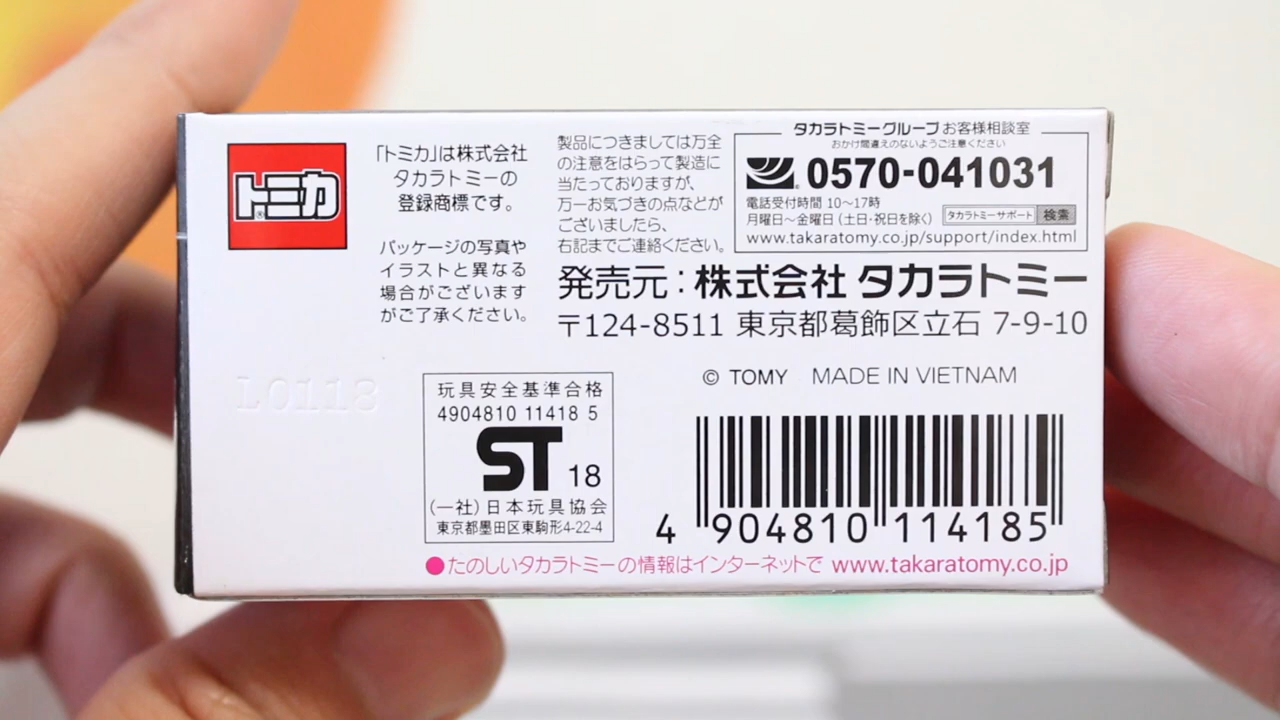 トミカ®
「トミカ」は株式会社
タカラトミーの
登録商標です。
パッケージの写真や
イラストと異なる
場合がございます
がご了承ください。
製品につきましては万全
の注意をはらって製造に
当たっておりますが、
万一お気づきの点などが
ございましたら、
右記までご連絡ください。
タカラトミーグループ お客様相談室
おかけ間違えのないようご注意ください
0570-041031
電話受付時間 10〜17時
月曜日〜金曜日(土日・祝日を除く) タカラトミーサポート 検索
www.takaratomy.co.jp/support/index.html
発売元:株式会社 タカラトミー
〒124-8511 東京都葛飾区立石 7-9-10
L0118
玩具安全基準合格
4904810 11418 5
ST 18
(一社)日本玩具協会
東京都墨田区東駒形4-22-4
© TOMY MADE IN VIETNAM
4 904810 114185
●たのしいタカラトミーの情報はインターネットで www.takaratomy.co.jp